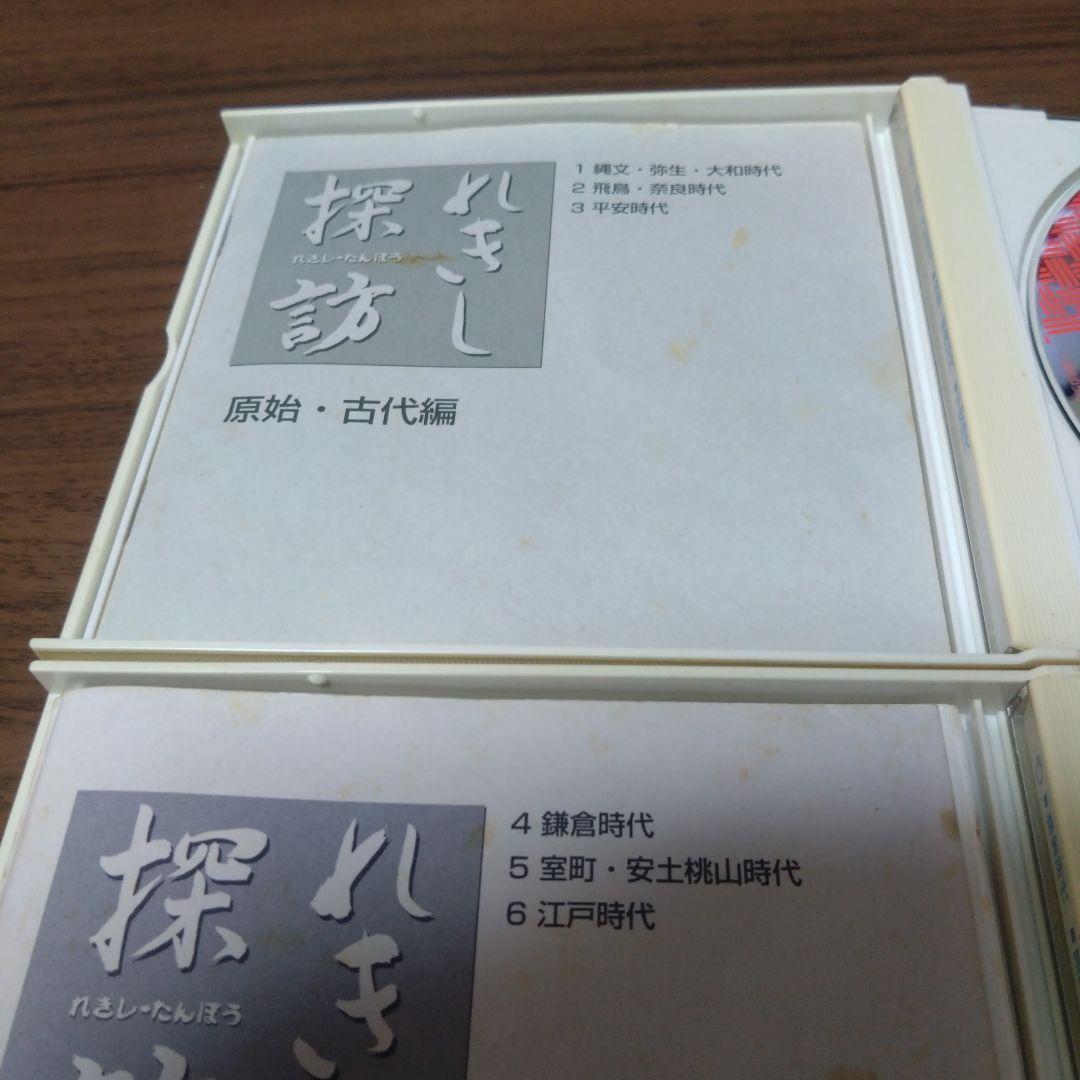 れきし
探訪
れきし-たんぼう
原始・古代編
1 縄文・弥生・大和時代
2 飛鳥・奈良時代
3 平安時代
れき
探
れきし-たんぼう
4 鎌倉時代
5 室町・安土桃山時代
6 江戸時代